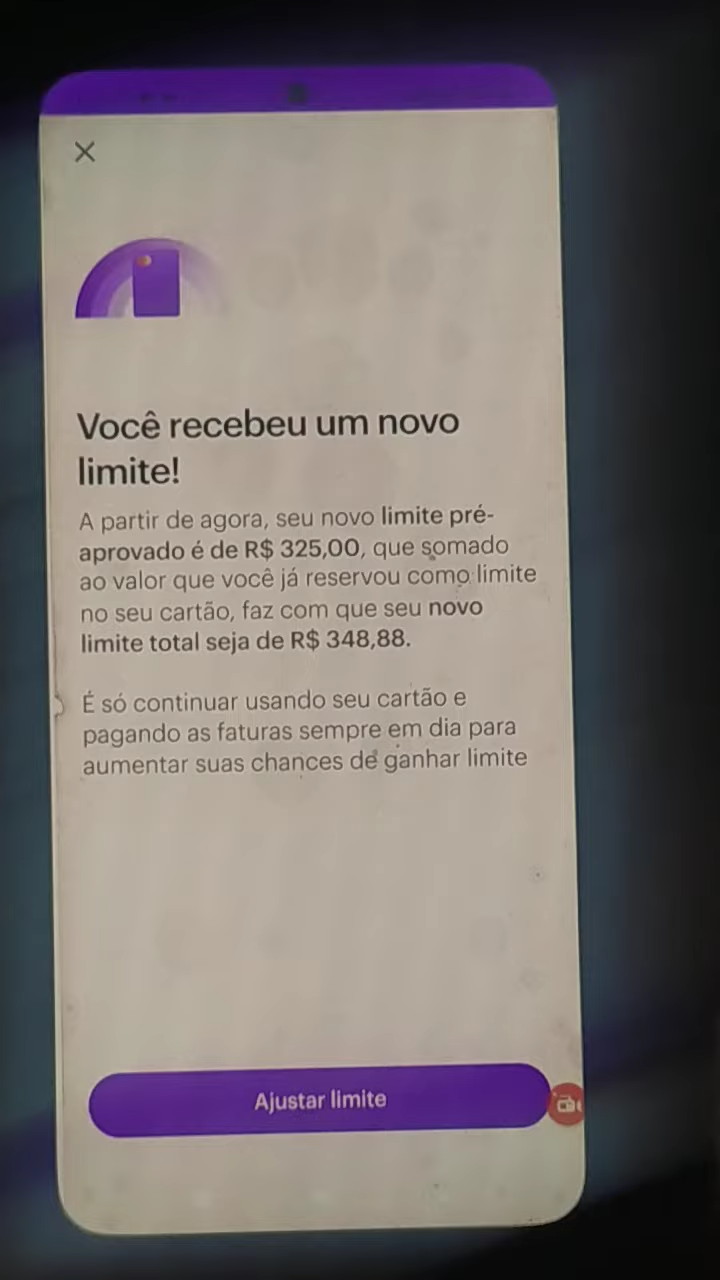 Você recebeu um novo
limite!
A partir de agora, seu novo limite pré-
aprovado é de R$ 325,00, que somado
ao valor que você já reservou como limite
no seu cartão, faz com que seu novo
limite total seja de R$ 348,88.
É só continuar usando seu cartão e
pagando as faturas sempre em dia para
aumentar suas chances de ganhar limite
Ajustar limite